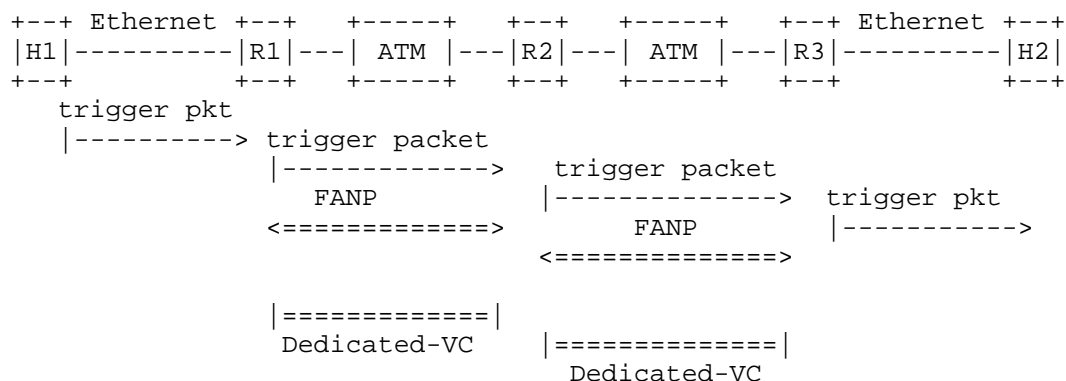 +--+ Ethernet +--+   +-----+   +--+   +-----+   +--+ Ethernet +--+
|H1|----------|R1|---| ATM |---|R2|---| ATM |---|R3|----------|H2|
+--+          +--+   +-----+   +--+   +-----+   +--+          +--+
   trigger pkt
   |----------> trigger packet
                |-------------> trigger packet
                   FANP         |--------------> trigger pkt
                <=============>       FANP       |----------->
                                <==============>
                |=============|
                 Dedicated-VC   |==============|
                                  Dedicated-VC